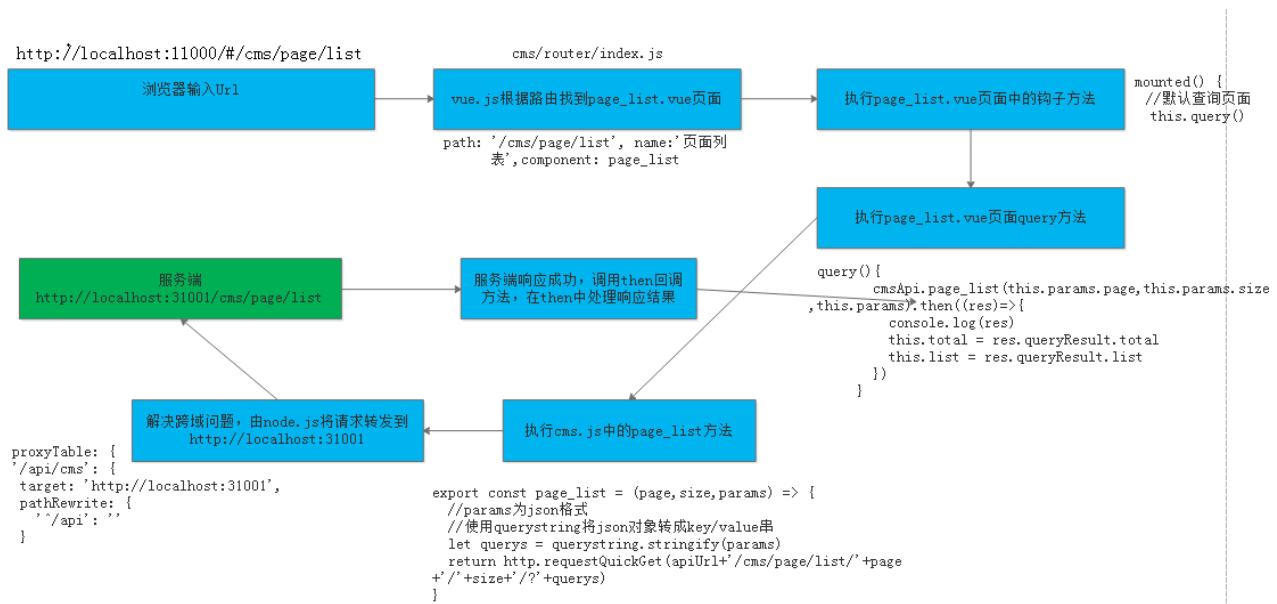 http://localhost:11000/#/cms/page/list
浏览器输入Url
cms/router/index.js
vue.js根据路由找到page_list.vue页面
path: '/cms/page/list', name:'页面列
表',component: page_list
执行page_list.vue页面中的钩子方法
mounted() {
//默认查询页面
this.query()
执行page_list.vue页面query方法
query(){
cmsApi.page_list(this.params.page,this.params.size
,this.params).then((res)=>{
console.log(res)
this.total = res.queryResult.total
this.list = res.queryResult.list
})
}
服务端
http://localhost:31001/cms/page/list
服务端响应成功，调用then回调
方法，在then中处理响应结果
解决跨域问题，由node.js将请求转发到
http://localhost:31001
proxyTable: {
'/api/cms': {
target: 'http://localhost:31001',
pathRewrite: {
'^/api': ''
}
执行cms.js中的page_list方法
export const page_list = (page,size,params) => {
//params为json格式
//使用querystring将json对象转成key/value串
let querys = querystring.stringify(params)
return http.requestQuickGet(apiUrl+'/cms/page/list/'+page
+'/'+size+'/?'+querys)
}